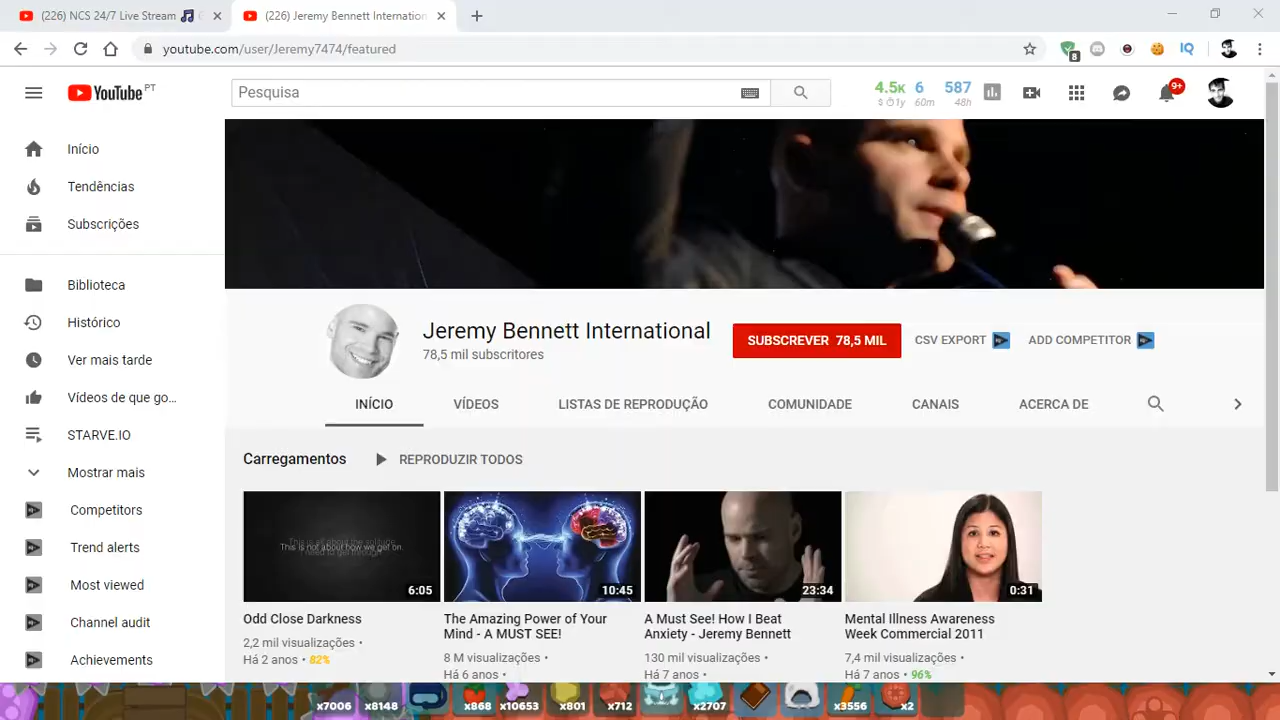 (226) NCS 24/7 Live Stream
(226) Jeremy Bennett Internation
youtube.com/user/Jeremy7474/featured
8
IQ
YouTube PT
Pesquisa
4.5K 6 587
1y 60m 48h
9+
Início
Tendências
Subscrições
Biblioteca
Histórico
Ver mais tarde
Vídeos de que go...
STARVE.IO
Mostrar mais
Competitors
Trend alerts
Most viewed
Channel audit
Achievements
Jeremy Bennett International
78,5 mil subscritores
SUBSCREVER 78,5 MIL
CSV EXPORT
ADD COMPETITOR
INÍCIO
VÍDEOS
LISTAS DE REPRODUÇÃO
COMUNIDADE
CANAIS
ACERCA DE
Carregamentos
REPRODUZIR TODOS
This is not about how we get on.
6:05
Odd Close Darkness
2,2 mil visualizações •
Há 2 anos • 82%
10:45
The Amazing Power of Your
Mind - A MUST SEE!
8 M visualizações •
Há 6 anos •
23:34
A Must See! How I Beat
Anxiety - Jeremy Bennett
130 mil visualizações •
Há 7 anos •
0:31
Mental Illness Awareness
Week Commercial 2011
7,4 mil visualizações •
Há 7 anos • 96%
x7006 x8148 x868 x10653 x801 x712 x2707 x3556 x2